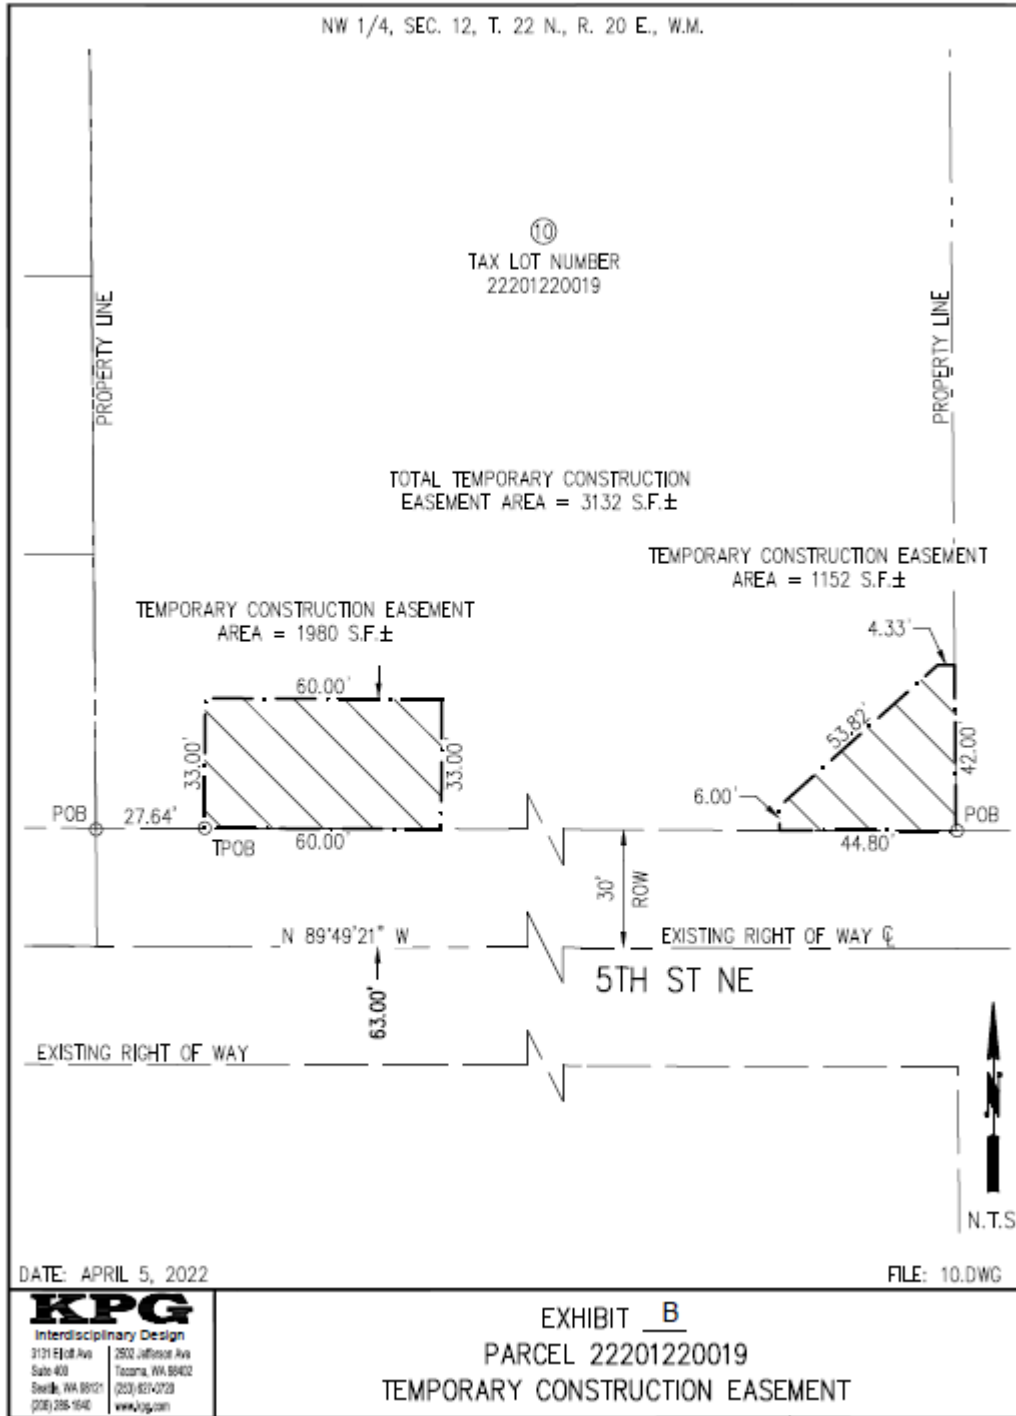 NW 1/4, SEC. 12, T. 22 N., R. 20 E., W.M.
10
TAX LOT NUMBER
22201220019
PROPERTY LINE
PROPERTY LINE
TOTAL TEMPORARY CONSTRUCTION
EASEMENT AREA = 3132 S.F.±
TEMPORARY CONSTRUCTION EASEMENT
AREA = 1152 S.F.±
TEMPORARY CONSTRUCTION EASEMENT
AREA = 1980 S.F.±
4.33'
60.00'
33.00'
33.00'
53.82'
42.00'
6.00'
POB
27.64'
TPOB
60.00'
44.80'
POB
30'
ROW
N 89°49'21" W
EXISTING RIGHT OF WAY ℄
5TH ST NE
63.00'
EXISTING RIGHT OF WAY
N
N.T.S
DATE: APRIL 5, 2022
FILE: 10.DWG
KPG
Interdisciplinary Design
3131 Elliott Ave
Suite 400
Seattle, WA 98121
(206) 286-1640
2502 Jefferson Ave
Tacoma, WA 98402
(253) 627-0720
www.kpg.com
EXHIBIT B
PARCEL 22201220019
TEMPORARY CONSTRUCTION EASEMENT